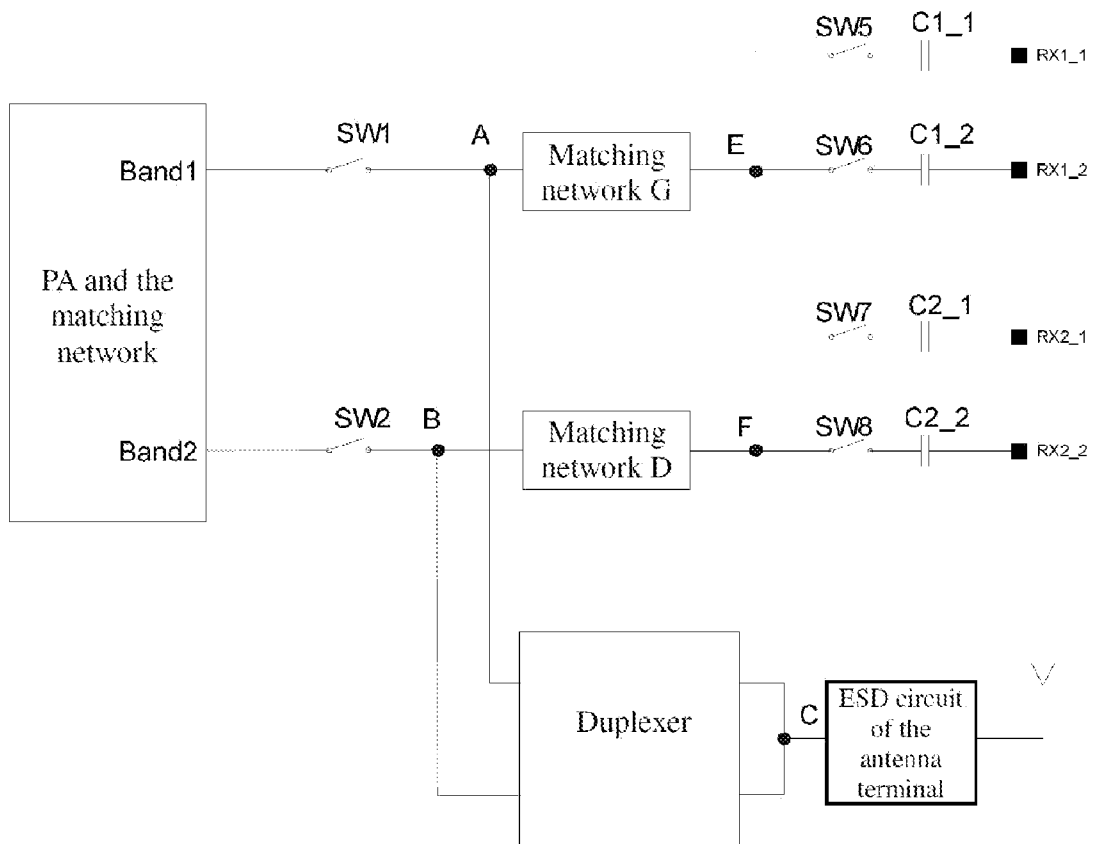 SW5
C1_1
RX1_1
SW1
A
Matching
network G
E
SW6
C1_2
RX1_2
Band1
PA and the
matching
network
SW7
C2_1
RX2_1
Band2
SW2
B
Matching
network D
F
SW8
C2_2
RX2_2
Duplexer
C
ESD circuit
of the
antenna
terminal